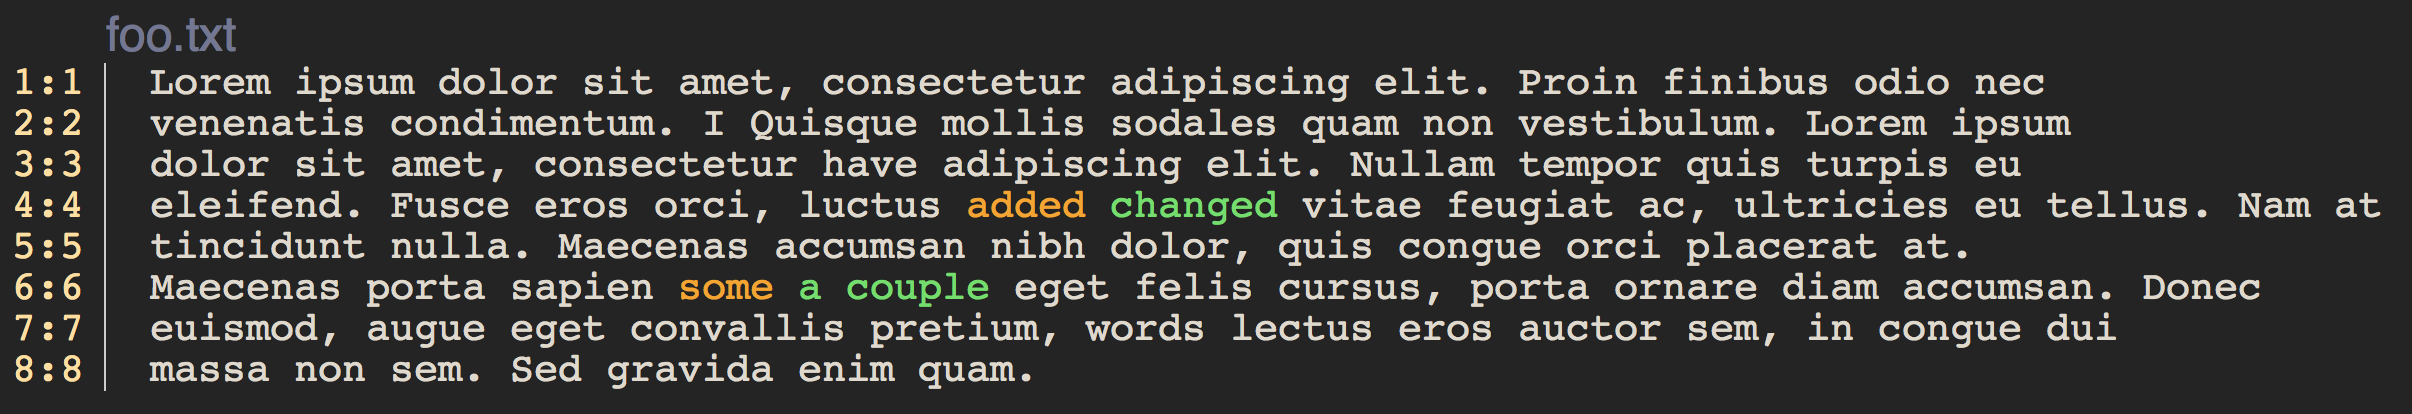 foo.txt
1:1 Lorem ipsum dolor sit amet, consectetur adipiscing elit. Proin finibus odio nec
2:2 venenatis condimentum. I Quisque mollis sodales quam non vestibulum. Lorem ipsum
3:3 dolor sit amet, consectetur have adipiscing elit. Nullam tempor quis turpis eu
4:4 eleifend. Fusce eros orci, luctus added changed vitae feugiat ac, ultricies eu tellus. Nam at
5:5 tincidunt nulla. Maecenas accumsan nibh dolor, quis congue orci placerat at.
6:6 Maecenas porta sapien some a couple eget felis cursus, porta ornare diam accumsan. Donec
7:7 euismod, augue eget convallis pretium, words lectus eros auctor sem, in congue dui
8:8 massa non sem. Sed gravida enim quam.